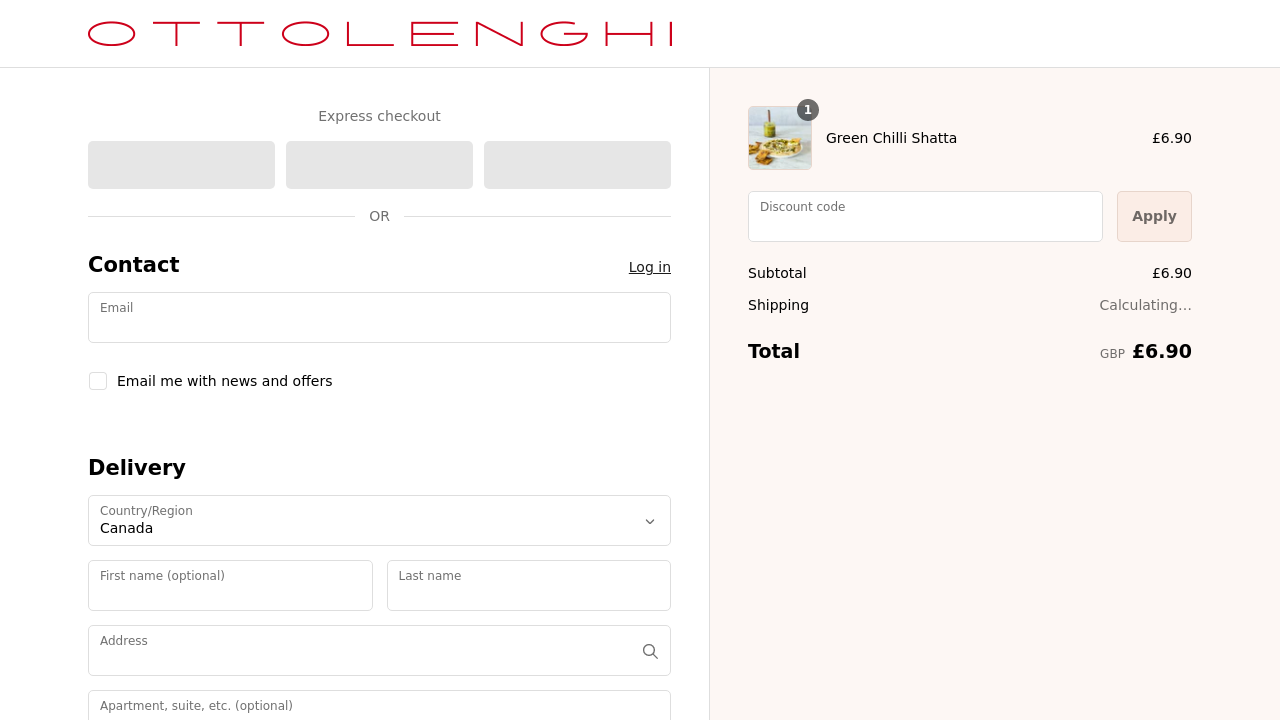 OTTOLENGHI
Express checkout
OR
Contact
Log in
Email
Email me with news and offers
Delivery
Country/Region
Canada
First name (optional)
Last name
Address
Apartment, suite, etc. (optional)
1
Green Chilli Shatta
£6.90
Discount code
Apply
Subtotal
£6.90
Shipping
Calculating...
Total
GBP £6.90